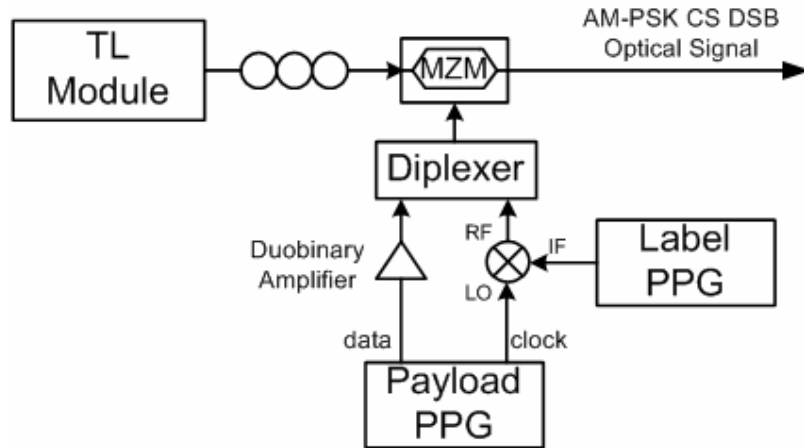 AM-PSK CS DSB
Optical Signal
TL
Module
MZM
Diplexer
Duobinary
Amplifier
RF
IF
LO
Label
PPG
data
clock
Payload
PPG